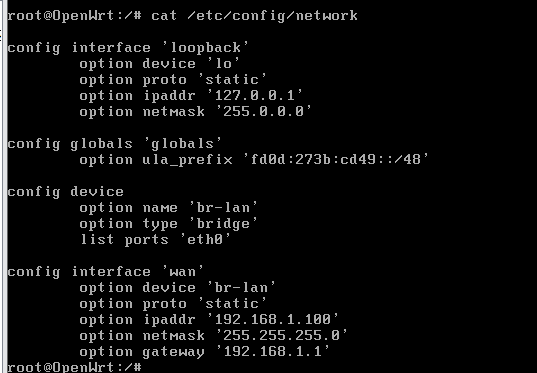 root@OpenWrt:/# cat /etc/config/network
config interface 'loopback'
option device 'lo'
option proto 'static'
option ipaddr '127.0.0.1'
option netmask '255.0.0.0'
config globals 'globals'
option ula_prefix 'fd0d:273b:cd49::/48'
config device
option name 'br-lan'
option type 'bridge'
list ports 'eth0'
config interface 'wan'
option device 'br-lan'
option proto 'static'
option ipaddr '192.168.1.100'
option netmask '255.255.255.0'
option gateway '192.168.1.1'
root@OpenWrt:/#